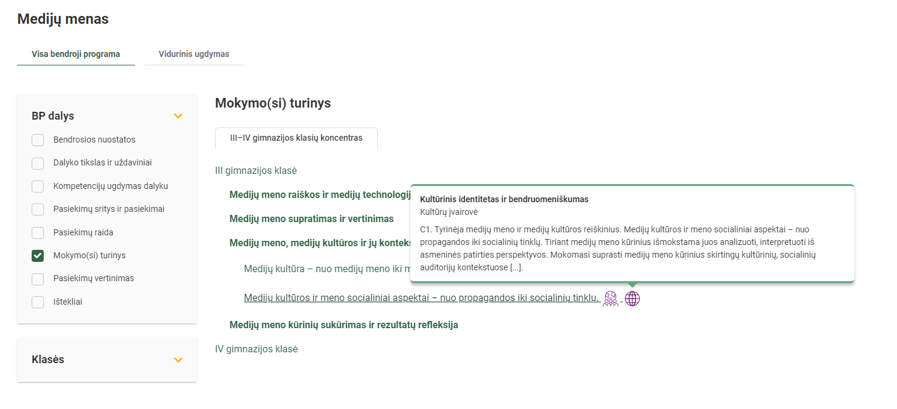 Medijų menas
Visa bendroji programa
Vidurinis ugdymas
BP dalys
Bendrosios nuostatos
Dalyko tikslas ir uždaviniai
Kompetencijų ugdymas dalyku
Pasiekimų sritys ir pasiekimai
Pasiekimų raida
Mokymo(si) turinys
Pasiekimų vertinimas
Ištekliai
Klasės
Mokymo(si) turinys
III–IV gimnazijos klasių koncentras
III gimnazijos klasė
Medijų meno raiškos ir medijų technologij
Medijų meno supratimas ir vertinimas
Medijų meno, medijų kultūros ir jų konteks
Medijų kultūra – nuo medijų meno iki m
Kultūrinis identitetas ir bendruomeniškumas
Kultūrų įvairovė
C1. Tyrinėja medijų meno ir medijų kultūros reiškinius. Medijų kultūros ir meno socialiniai aspektai – nuo
propagandos iki socialinių tinklų. Tiriant medijų meno kūrinius išmokstama juos analizuoti, interpretuoti iš
asmeninės patirties perspektyvos. Mokomasi suprasti medijų meno kūrinius skirtingų kultūrinių, socialinių
auditorijų kontekstuose [...].
Medijų kultūros ir meno socialiniai aspektai – nuo propagandos iki socialinių tinklų.
Medijų meno kūrinių sukūrimas ir rezultatų refleksija
IV gimnazijos klasė